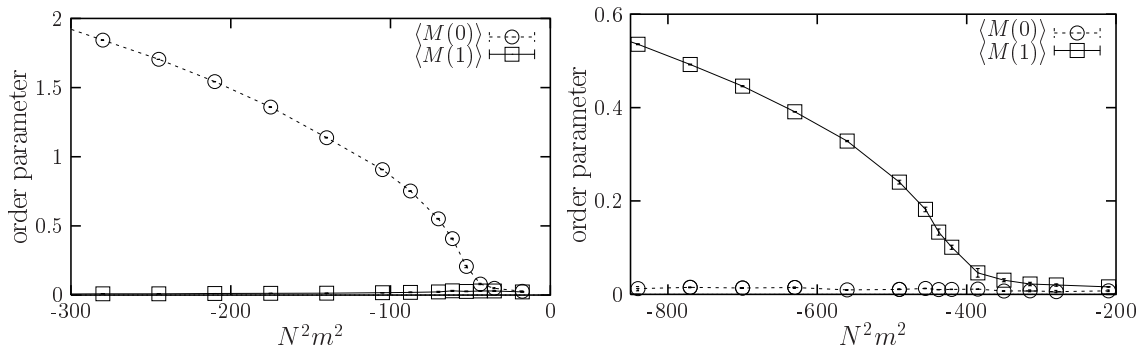 2
1.5
1
0.5
0
order parameter
⟨M(0)⟩
⟨M(1)⟩
-300
-200
-100
0
N²m²
0.6
0.4
0.2
0
order parameter
⟨M(0)⟩
⟨M(1)⟩
-800
-600
-400
-200
N²m²